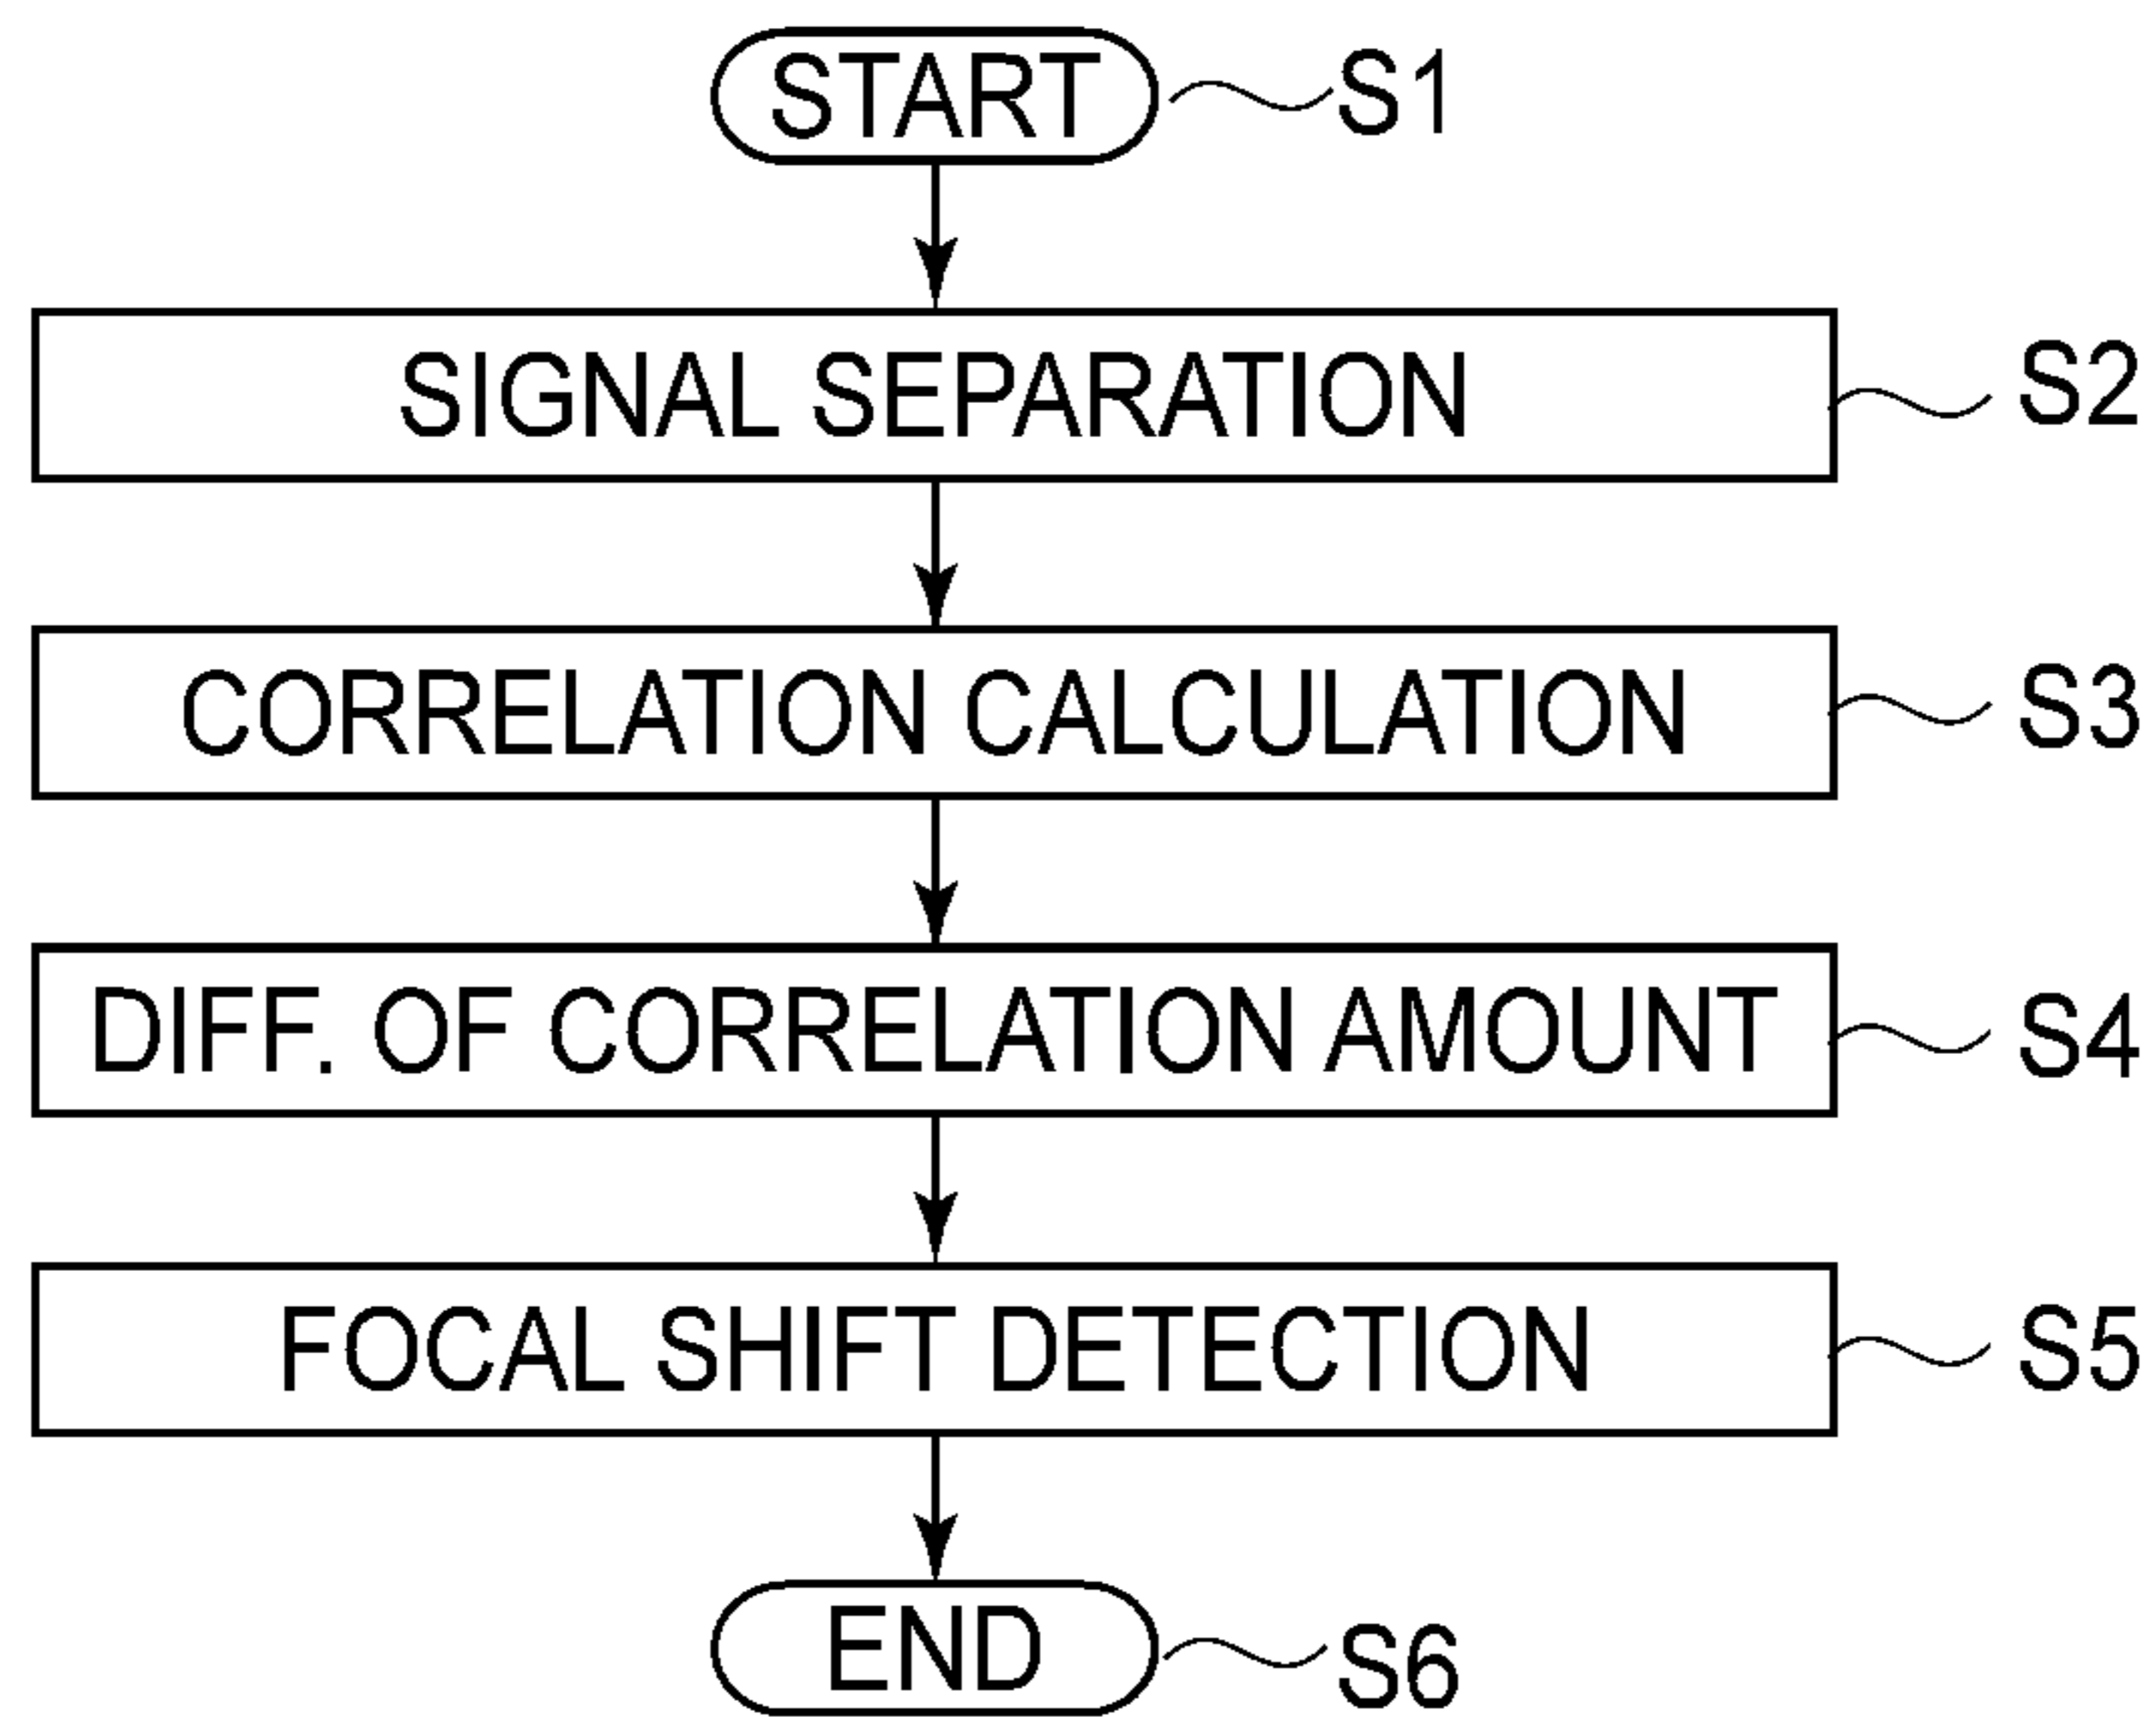 START S1
SIGNAL SEPARATION S2
CORRELATION CALCULATION S3
DIFF. OF CORRELATION AMOUNT S4
FOCAL SHIFT DETECTION S5
END S6